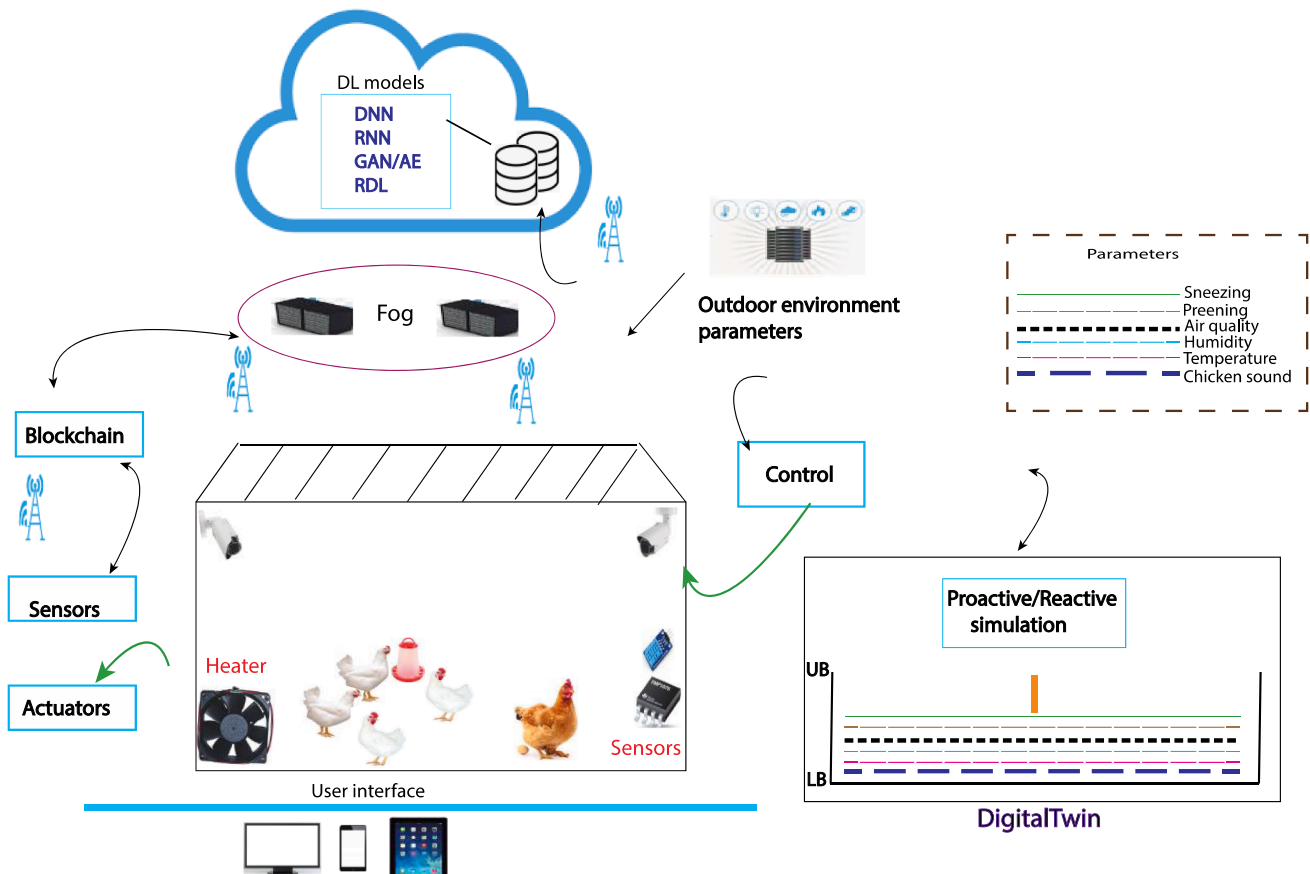 DL models
DNN
RNN
GAN/AE
RDL
Fog
Outdoor environment
parameters
Parameters
Sneezing
Preening
Air quality
Humidity
Temperature
Chicken sound
Blockchain
Control
Sensors
Actuators
Heater
Sensors
User interface
Proactive/Reactive
simulation
UB
LB
DigitalTwin